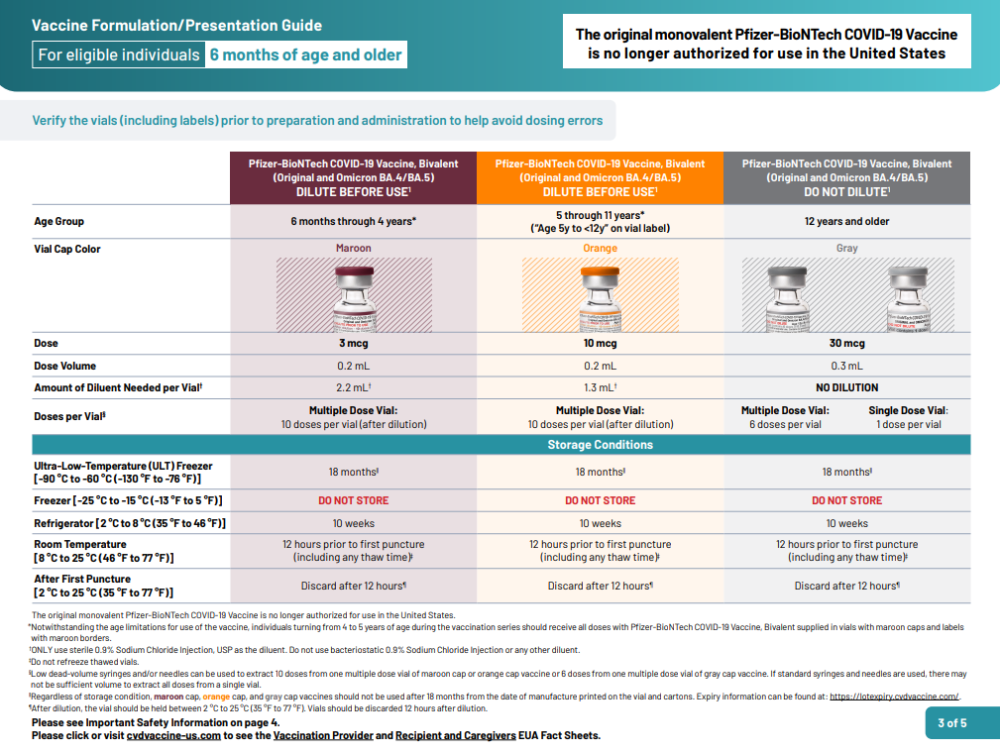 Vaccine Formulation/Presentation Guide
For eligible individuals 6 months of age and older
The original monovalent Pfizer-BioNTech COVID-19 Vaccine
is no longer authorized for use in the United States
Verify the vials (including labels) prior to preparation and administration to help avoid dosing errors
Pfizer-BioNTech COVID-19 Vaccine, Bivalent
(Original and Omicron BA.4/BA.5)
DILUTE BEFORE USE¹
Pfizer-BioNTech COVID-19 Vaccine, Bivalent
(Original and Omicron BA.4/BA.5)
DILUTE BEFORE USE¹
Pfizer-BioNTech COVID-19 Vaccine, Bivalent
(Original and Omicron BA.4/BA.5)
DO NOT DILUTE¹
Age Group
6 months through 4 years*
5 through 11 years*
("Age 5y to <12y" on vial label)
12 years and older
Vial Cap Color
Maroon
Orange
Gray
Dose
3 mcg
10 mcg
30 mcg
Dose Volume
0.2 mL
0.2 mL
0.3 mL
Amount of Diluent Needed per Vial†
2.2 mL†
1.3 mL†
NO DILUTION
Doses per Vial§
Multiple Dose Vial:
10 doses per vial (after dilution)
Multiple Dose Vial:
10 doses per vial (after dilution)
Multiple Dose Vial:
6 doses per vial
Single Dose Vial:
1 dose per vial
Storage Conditions
Ultra-Low-Temperature (ULT) Freezer
[-90 °C to -60 °C (-130 °F to -76 °F)]
18 months‖
18 months‖
18 months‖
Freezer [-25 °C to -15 °C (-13 °F to 5 °F)]
DO NOT STORE
DO NOT STORE
DO NOT STORE
Refrigerator [2 °C to 8 °C (35 °F to 46 °F)]
10 weeks
10 weeks
10 weeks
Room Temperature
[8 °C to 25 °C (46 °F to 77 °F)]
12 hours prior to first puncture
(including any thaw time)‡
12 hours prior to first puncture
(including any thaw time)‡
12 hours prior to first puncture
(including any thaw time)‡
After First Puncture
[2 °C to 25 °C (35 °F to 77 °F)]
Discard after 12 hours¶
Discard after 12 hours¶
Discard after 12 hours¶
The original monovalent Pfizer-BioNTech COVID-19 Vaccine is no longer authorized for use in the United States.
*Notwithstanding the age limitations for use of the vaccine, individuals turning from 4 to 5 years of age during the vaccination series should receive all doses with Pfizer-BioNTech COVID-19 Vaccine, Bivalent supplied in vials with maroon caps and labels
with maroon borders.
†ONLY use sterile 0.9% Sodium Chloride Injection, USP as the diluent. Do not use bacteriostatic 0.9% Sodium Chloride Injection or any other diluent.
‡Do not refreeze thawed vials.
§Low dead-volume syringes and/or needles can be used to extract 10 doses from one multiple dose vial of maroon cap or orange cap vaccine or 6 doses from one multiple dose vial of gray cap vaccine. If standard syringes and needles are used, there may
not be sufficient volume to extract all doses from a single vial.
‖Regardless of storage condition, maroon cap, orange cap, and gray cap vaccines should not be used after 18 months from the date of manufacture printed on the vial and cartons. Expiry information can be found at: https://lotexpiry.cvdvaccine.com/.
¶After dilution, the vial should be held between 2 °C to 25 °C (35 °F to 77 °F). Vials should be discarded 12 hours after dilution.
Please see Important Safety Information on page 4.
Please click or visit cvdvaccine-us.com to see the Vaccination Provider and Recipient and Caregivers EUA Fact Sheets.
3 of 5